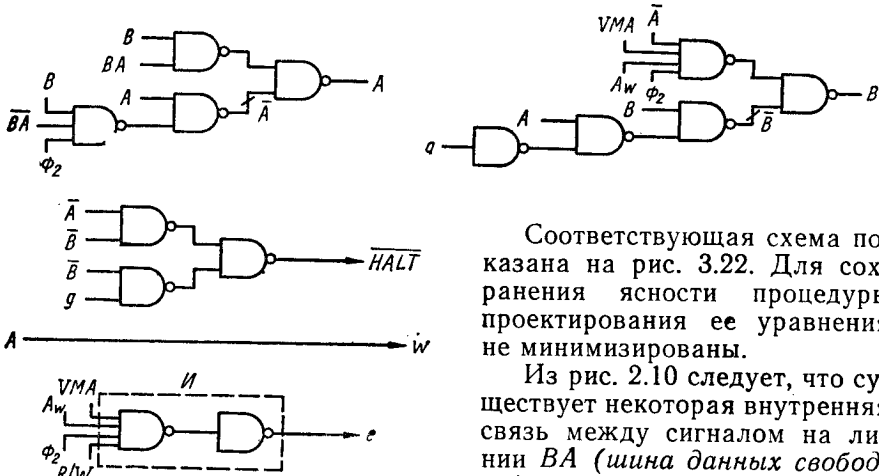 B
BA
A
A
A̅
B
B̅A̅
Φ₂
VMA
A̅
Aw
Φ₂
B
B
B̅
A
g
A̅
B̅
B̅
g
H̅A̅L̅T̅
A
w
VMA
Aw
Φ₂
R/W
И
e
Соответствующая схема по
казана на рис. 3.22. Для сох
ранения ясности процедуры
проектирования ее уравнения
не минимизированы.
Из рис. 2.10 следует, что су
ществует некоторая внутренняя
связь между сигналом на ли
нии BA (шина данных свобод